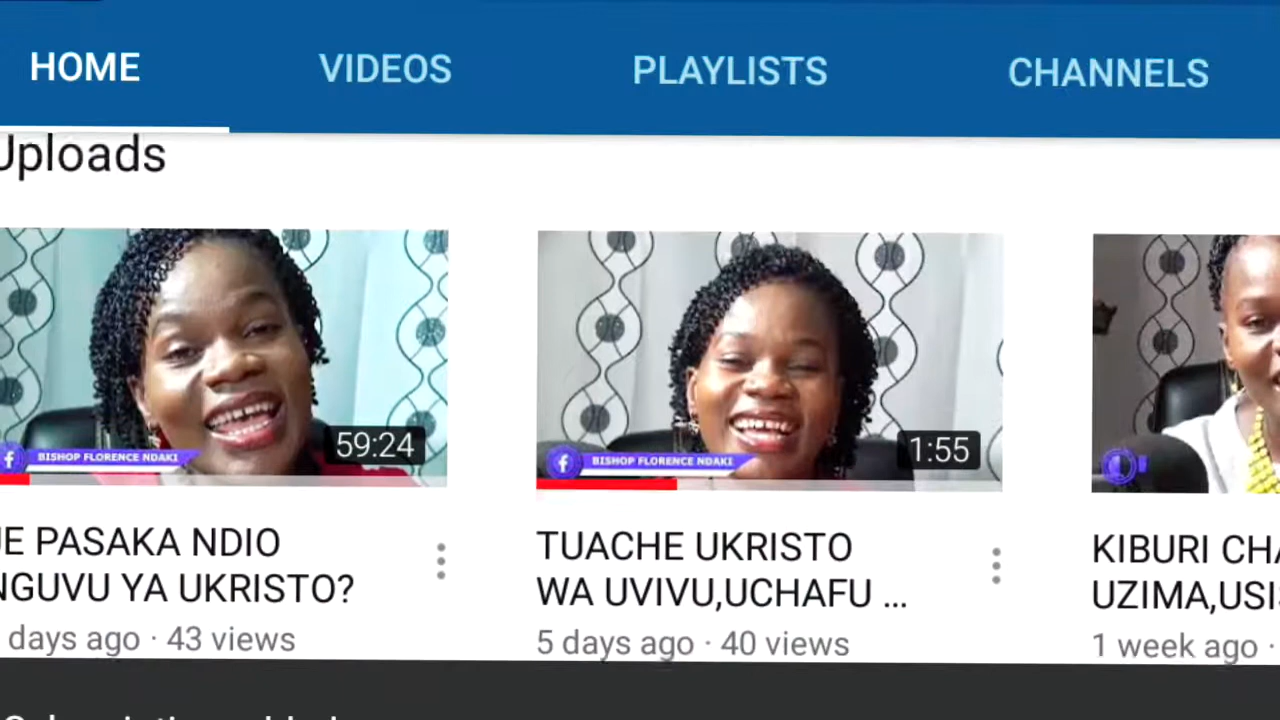 HOME
VIDEOS
PLAYLISTS
CHANNELS
Uploads
59:24
BISHOP FLORENCE NDAKI
1:55
BISHOP FLORENCE NDAKI
PASAKA NDIO
NGUVU YA UKRISTO?
days ago · 43 views
TUACHE UKRISTO
WA UVIVU,UCHAFU ...
5 days ago · 40 views
KIBURI
UZIMA,
1 week ago ·